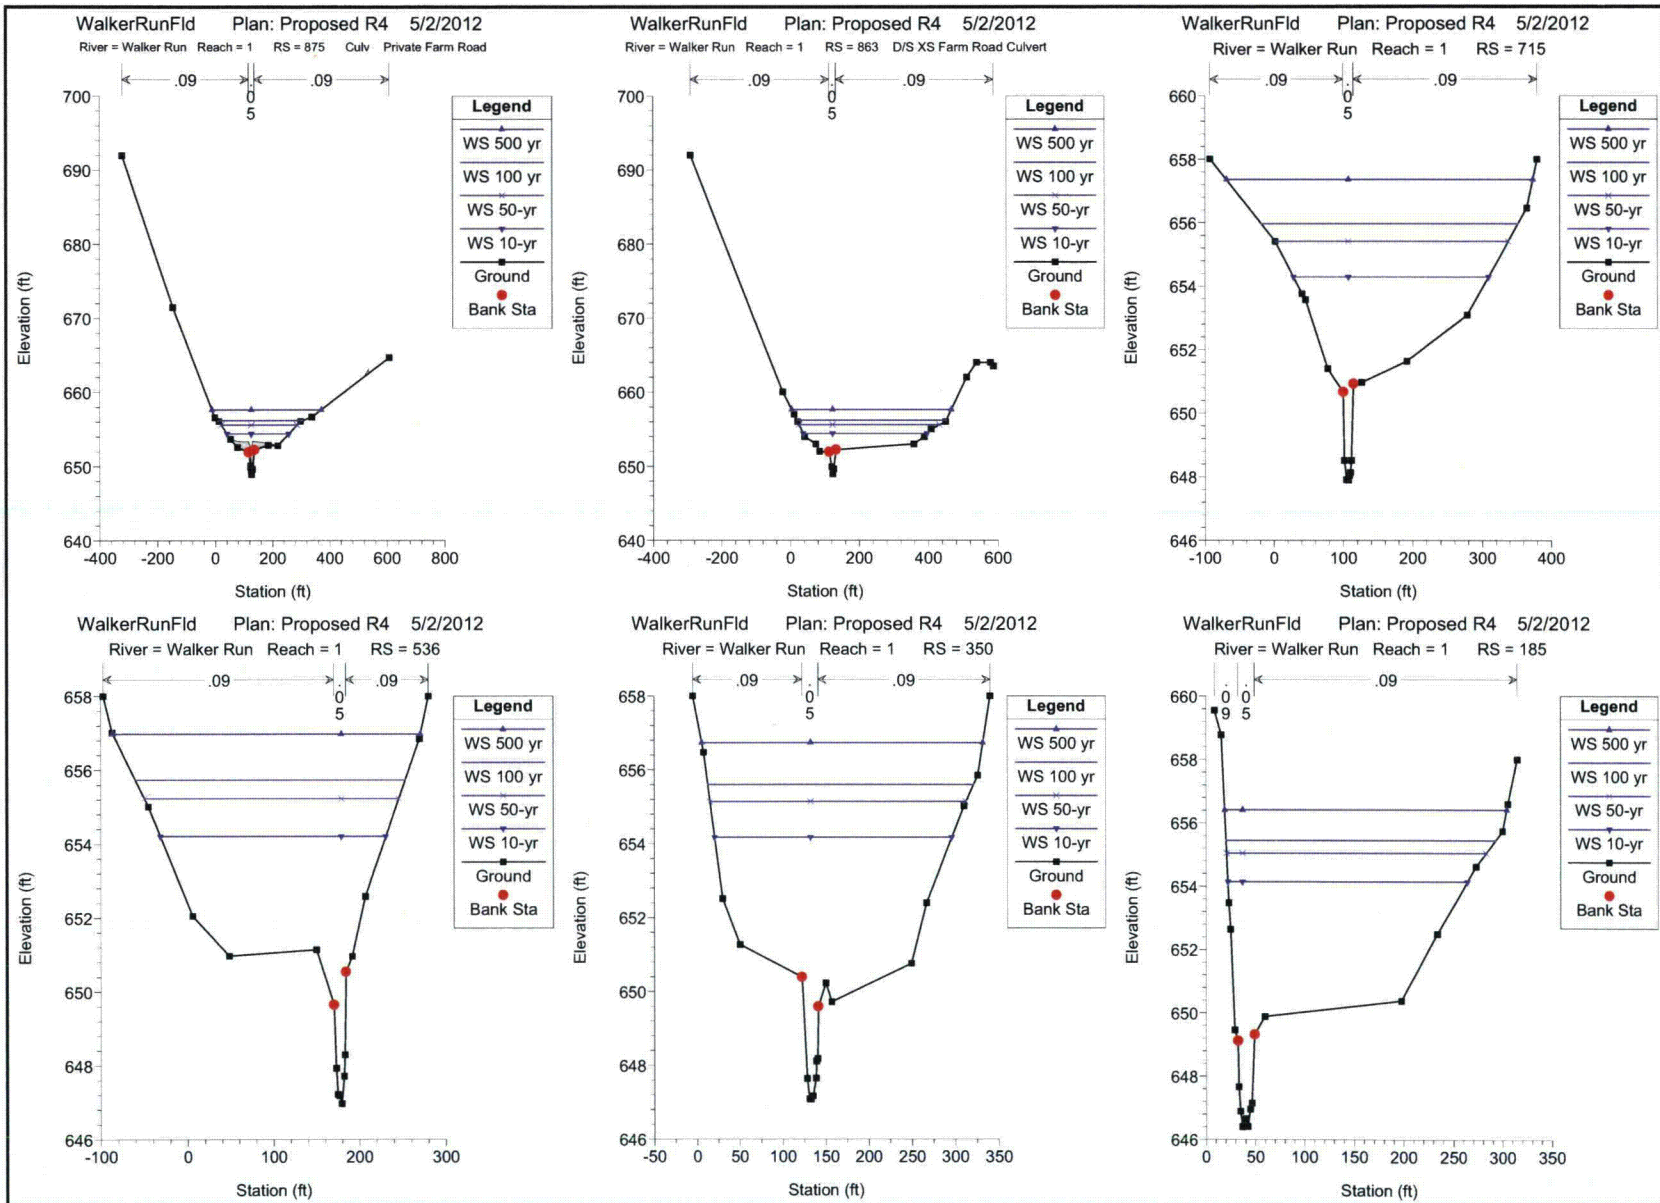 WalkerRunFld Plan: Proposed R4 5/2/2012
River = Walker Run Reach = 1 RS = 875 Culv Private Farm Road
.09
.05
.09
700
690
680
670
660
650
640
Elevation (ft)
-400 -200 0 200 400 600 800
Station (ft)
Legend
WS 500 yr
WS 100 yr
WS 50-yr
WS 10-yr
Ground
Bank Sta
WalkerRunFld Plan: Proposed R4 5/2/2012
River = Walker Run Reach = 1 RS = 863 D/S XS Farm Road Culvert
.09
.05
.09
700
690
680
670
660
650
640
Elevation (ft)
-400 -200 0 200 400 600
Station (ft)
Legend
WS 500 yr
WS 100 yr
WS 50-yr
WS 10-yr
Ground
Bank Sta
WalkerRunFld Plan: Proposed R4 5/2/2012
River = Walker Run Reach = 1 RS = 715
.09
.05
.09
660
658
656
654
652
650
648
646
Elevation (ft)
-100 0 100 200 300 400
Station (ft)
Legend
WS 500 yr
WS 100 yr
WS 50-yr
WS 10-yr
Ground
Bank Sta
WalkerRunFld Plan: Proposed R4 5/2/2012
River = Walker Run Reach = 1 RS = 536
.09
.05
.09
658
656
654
652
650
648
646
Elevation (ft)
-100 0 100 200 300
Station (ft)
Legend
WS 500 yr
WS 100 yr
WS 50-yr
WS 10-yr
Ground
Bank Sta
WalkerRunFld Plan: Proposed R4 5/2/2012
River = Walker Run Reach = 1 RS = 350
.09
.05
.09
658
656
654
652
650
648
646
Elevation (ft)
-50 0 50 100 150 200 250 300 350
Station (ft)
Legend
WS 500 yr
WS 100 yr
WS 50-yr
WS 10-yr
Ground
Bank Sta
WalkerRunFld Plan: Proposed R4 5/2/2012
River = Walker Run Reach = 1 RS = 185
.09
.05
.09
660
658
656
654
652
650
648
646
Elevation (ft)
0 50 100 150 200 250 300 350
Station (ft)
Legend
WS 500 yr
WS 100 yr
WS 50-yr
WS 10-yr
Ground
Bank Sta